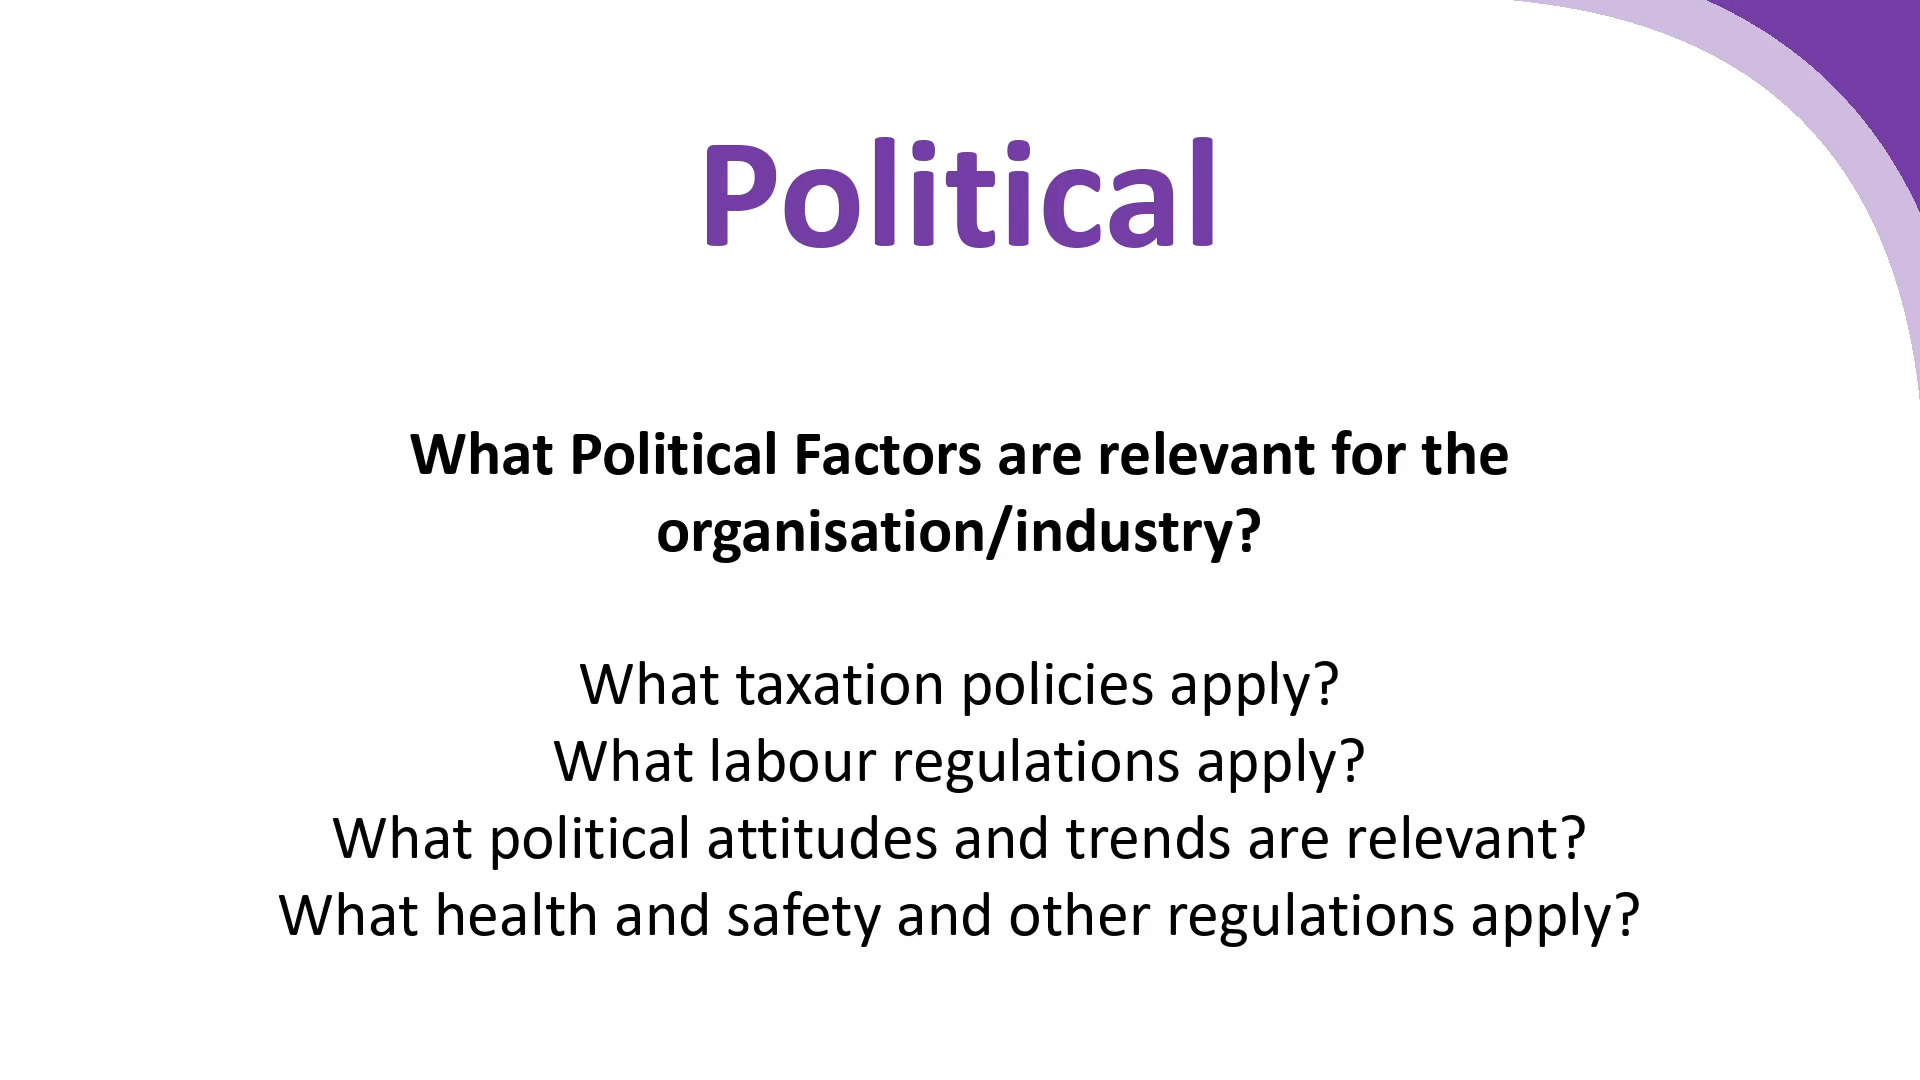 Political
What Political Factors are relevant for the
organisation/industry?
What taxation policies apply?
What labour regulations apply?
What political attitudes and trends are relevant?
What health and safety and other regulations apply?